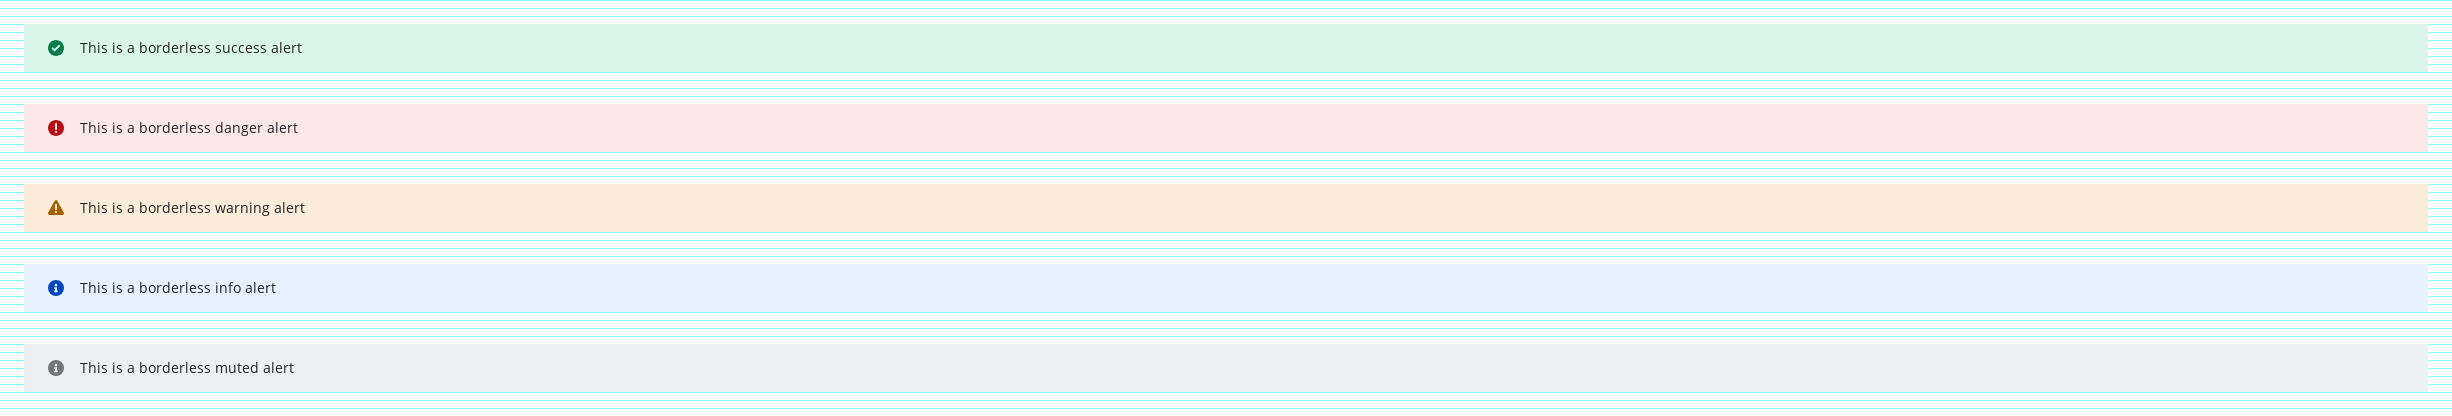 This is a borderless success alert
This is a borderless danger alert
This is a borderless warning alert
This is a borderless info alert
This is a borderless muted alert